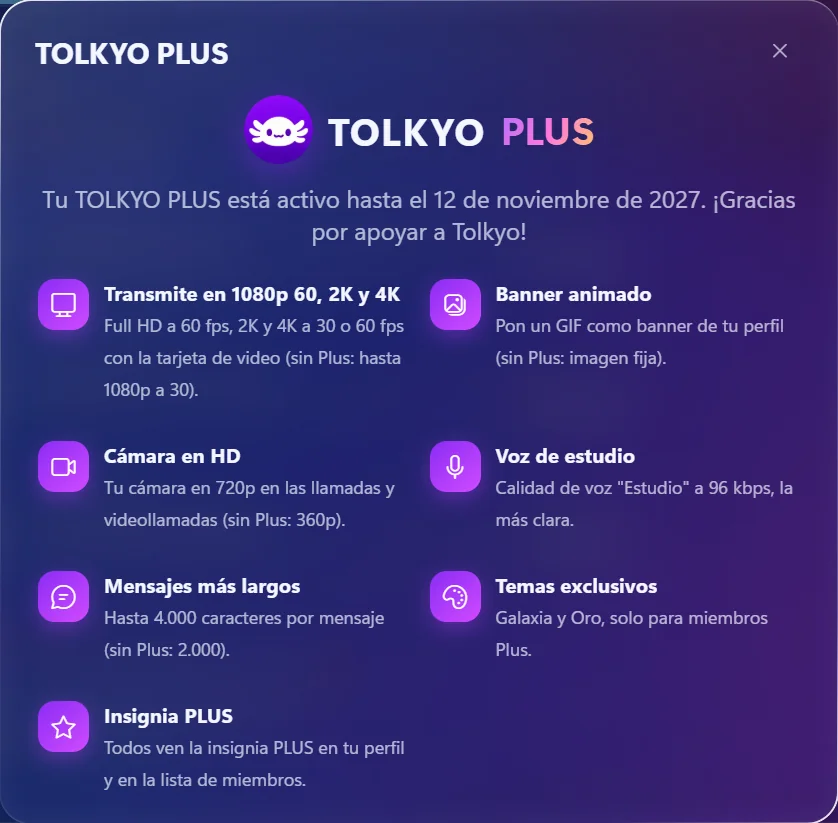 TOLKYO PLUS
TOLKYO PLUS
Tu TOLKYO PLUS está activo hasta el 12 de noviembre de 2027. ¡Gracias
por apoyar a Tolkyo!
Transmite en 1080p 60, 2K y 4K
Full HD a 60 fps, 2K y 4K a 30 o 60 fps
con la tarjeta de video (sin Plus: hasta
1080p a 30).
Banner animado
Pon un GIF como banner de tu perfil
(sin Plus: imagen fija).
Cámara en HD
Tu cámara en 720p en las llamadas y
videollamadas (sin Plus: 360p).
Voz de estudio
Calidad de voz "Estudio" a 96 kbps, la
más clara.
Mensajes más largos
Hasta 4.000 caracteres por mensaje
(sin Plus: 2.000).
Temas exclusivos
Galaxia y Oro, solo para miembros
Plus.
Insignia PLUS
Todos ven la insignia PLUS en tu perfil
y en la lista de miembros.